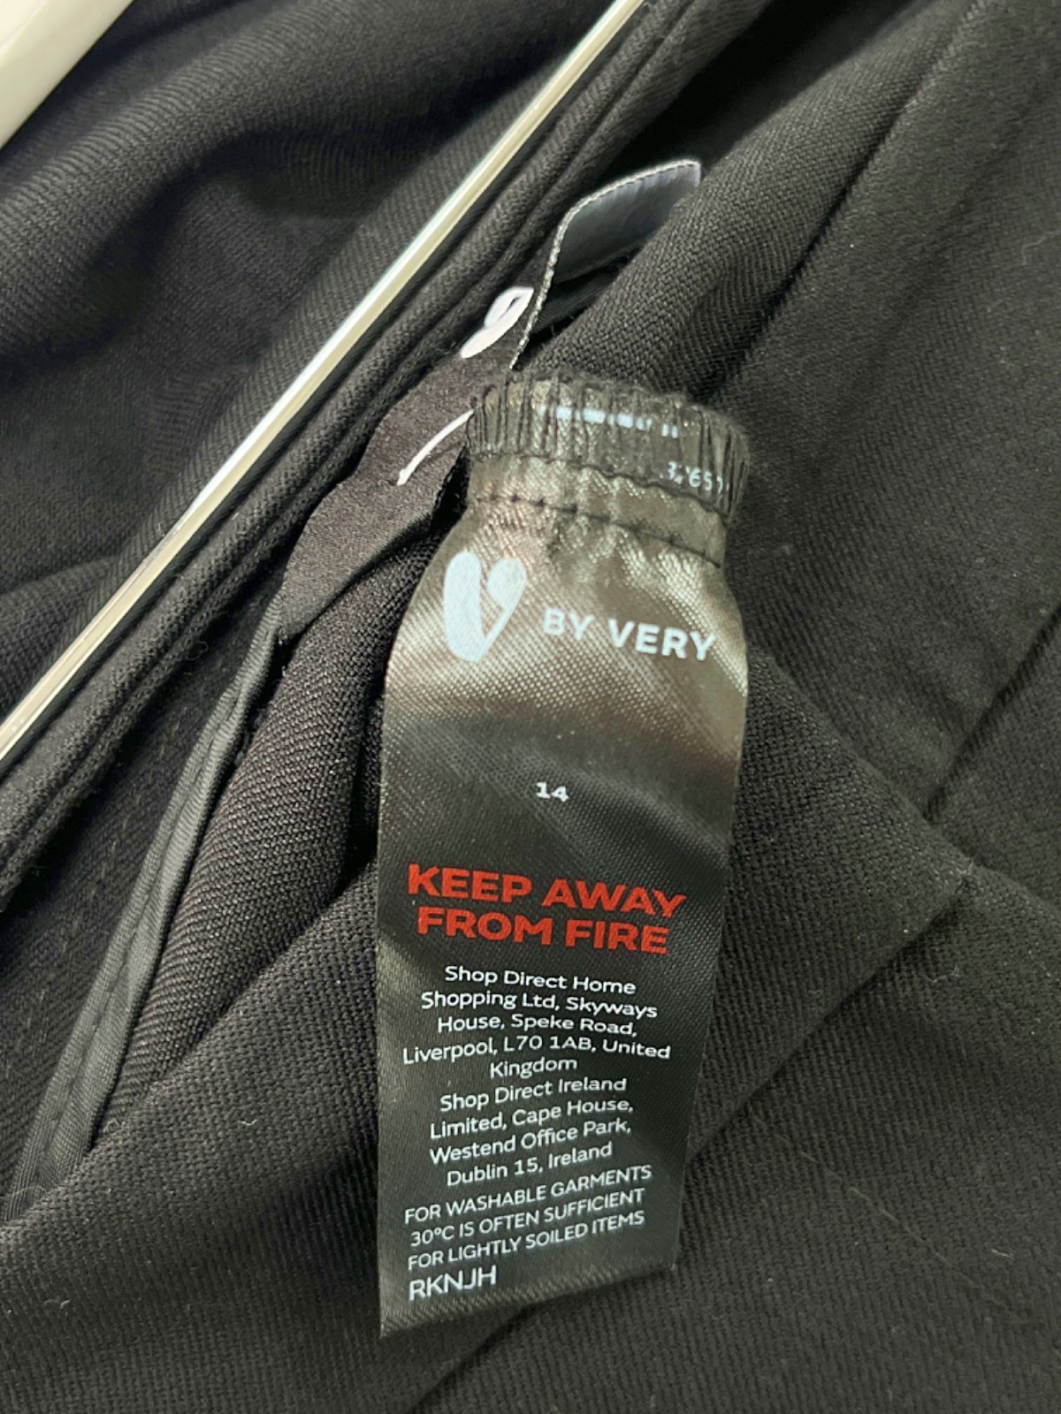 V BY VERY
14
KEEP AWAY
FROM FIRE
Shop Direct Home
Shopping Ltd, Skyways
House, Speke Road,
Liverpool, L70 1AB, United
Kingdom
Shop Direct Ireland
Limited, Cape House,
Westend Office Park,
Dublin 15, Ireland
FOR WASHABLE GARMENTS
30°C IS OFTEN SUFFICIENT
FOR LIGHTLY SOILED ITEMS
RKNJH